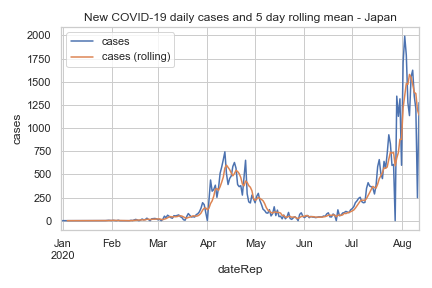 New COVID-19 daily cases and 5 day rolling mean - Japan
cases
cases (rolling)
2000
1750
1500
1250
1000
750
500
250
0
cases
Jan Feb Mar Apr May Jun Jul Aug
2020
dateRep